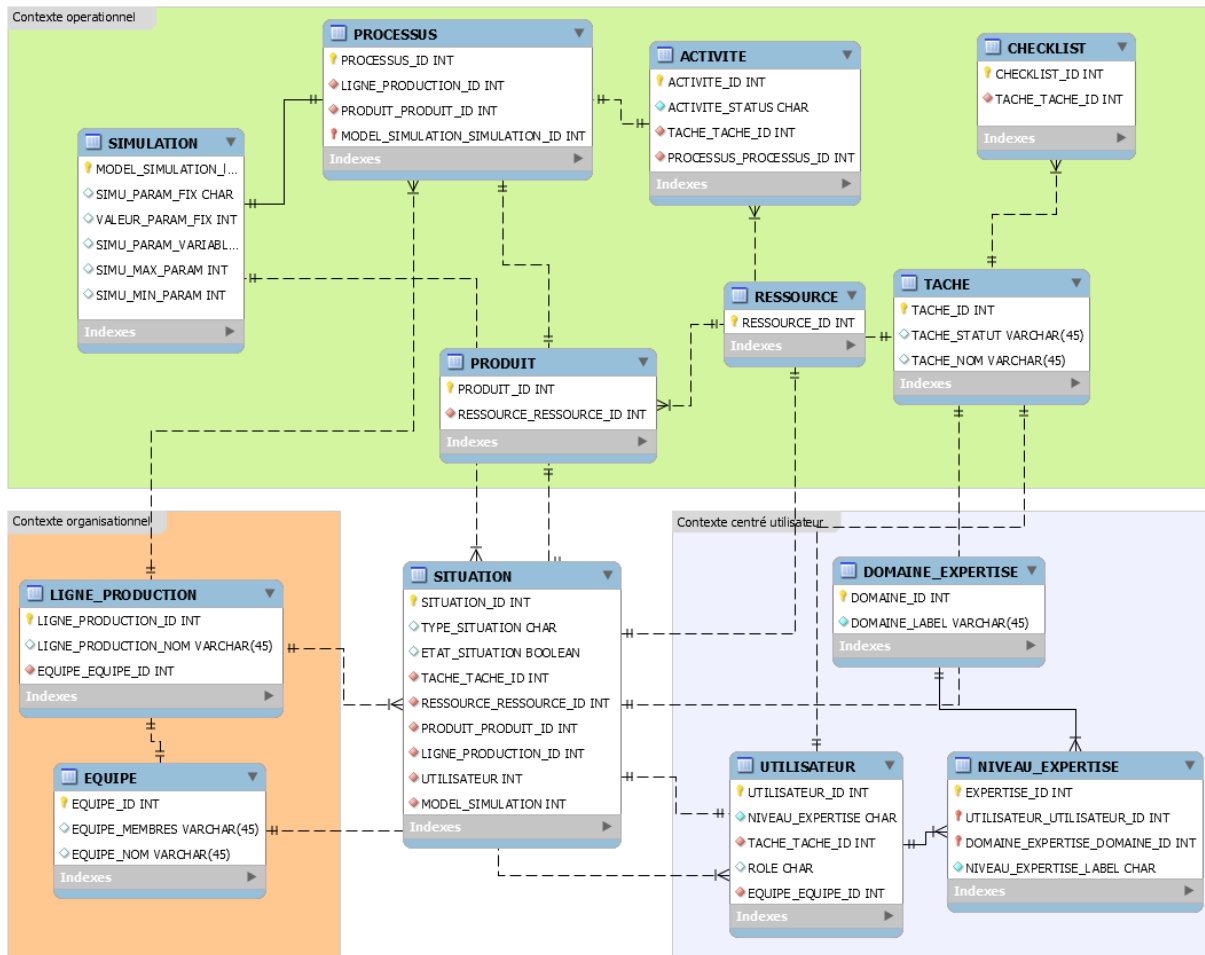 Contexte operationnel
PROCESSUS
PROCESSUS_ID INT
LIGNE_PRODUCTION_ID INT
PRODUIT_PRODUIT_ID INT
MODEL_SIMULATION_SIMULATION_ID INT
Indexes
ACTIVITE
ACTIVITE_ID INT
ACTIVITE_STATUS CHAR
TACHE_TACHE_ID INT
PROCESSUS_PROCESSUS_ID INT
Indexes
CHECKLIST
CHECKLIST_ID INT
TACHE_TACHE_ID INT
Indexes
SIMULATION
MODEL_SIMULATION_I...
SIMU_PARAM_FIX CHAR
VALEUR_PARAM_FIX INT
SIMU_PARAM_VARIABL...
SIMU_MAX_PARAM INT
SIMU_MIN_PARAM INT
Indexes
RESSOURCE
RESSOURCE_ID INT
Indexes
TACHE
TACHE_ID INT
TACHE_STATUT VARCHAR(45)
TACHE_NOM VARCHAR(45)
Indexes
PRODUIT
PRODUIT_ID INT
RESSOURCE_RESSOURCE_ID INT
Indexes
Contexte organisationnel
LIGNE_PRODUCTION
LIGNE_PRODUCTION_ID INT
LIGNE_PRODUCTION_NOM VARCHAR(45)
EQUIPE_EQUIPE_ID INT
Indexes
EQUIPE
EQUIPE_ID INT
EQUIPE_MEMBRES VARCHAR(45)
EQUIPE_NOM VARCHAR(45)
Indexes
SITUATION
SITUATION_ID INT
TYPE_SITUATION CHAR
ETAT_SITUATION BOOLEAN
TACHE_TACHE_ID INT
RESSOURCE_RESSOURCE_ID INT
PRODUIT_PRODUIT_ID INT
LIGNE_PRODUCTION_ID INT
UTILISATEUR INT
MODEL_SIMULATION INT
Indexes
Contexte centré utilisateur
DOMAINE_EXPERTISE
DOMAINE_ID INT
DOMAINE_LABEL VARCHAR(45)
Indexes
UTILISATEUR
UTILISATEUR_ID INT
NIVEAU_EXPERTISE CHAR
TACHE_TACHE_ID INT
ROLE CHAR
EQUIPE_EQUIPE_ID INT
Indexes
NIVEAU_EXPERTISE
EXPERTISE_ID INT
UTILISATEUR_UTILISATEUR_ID INT
DOMAINE_EXPERTISE_DOMAINE_ID INT
NIVEAU_EXPERTISE_LABEL CHAR
Indexes